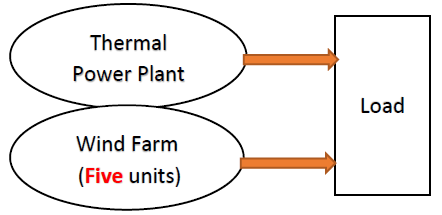 Thermal
Power Plant
Load
Wind Farm
(Five units)